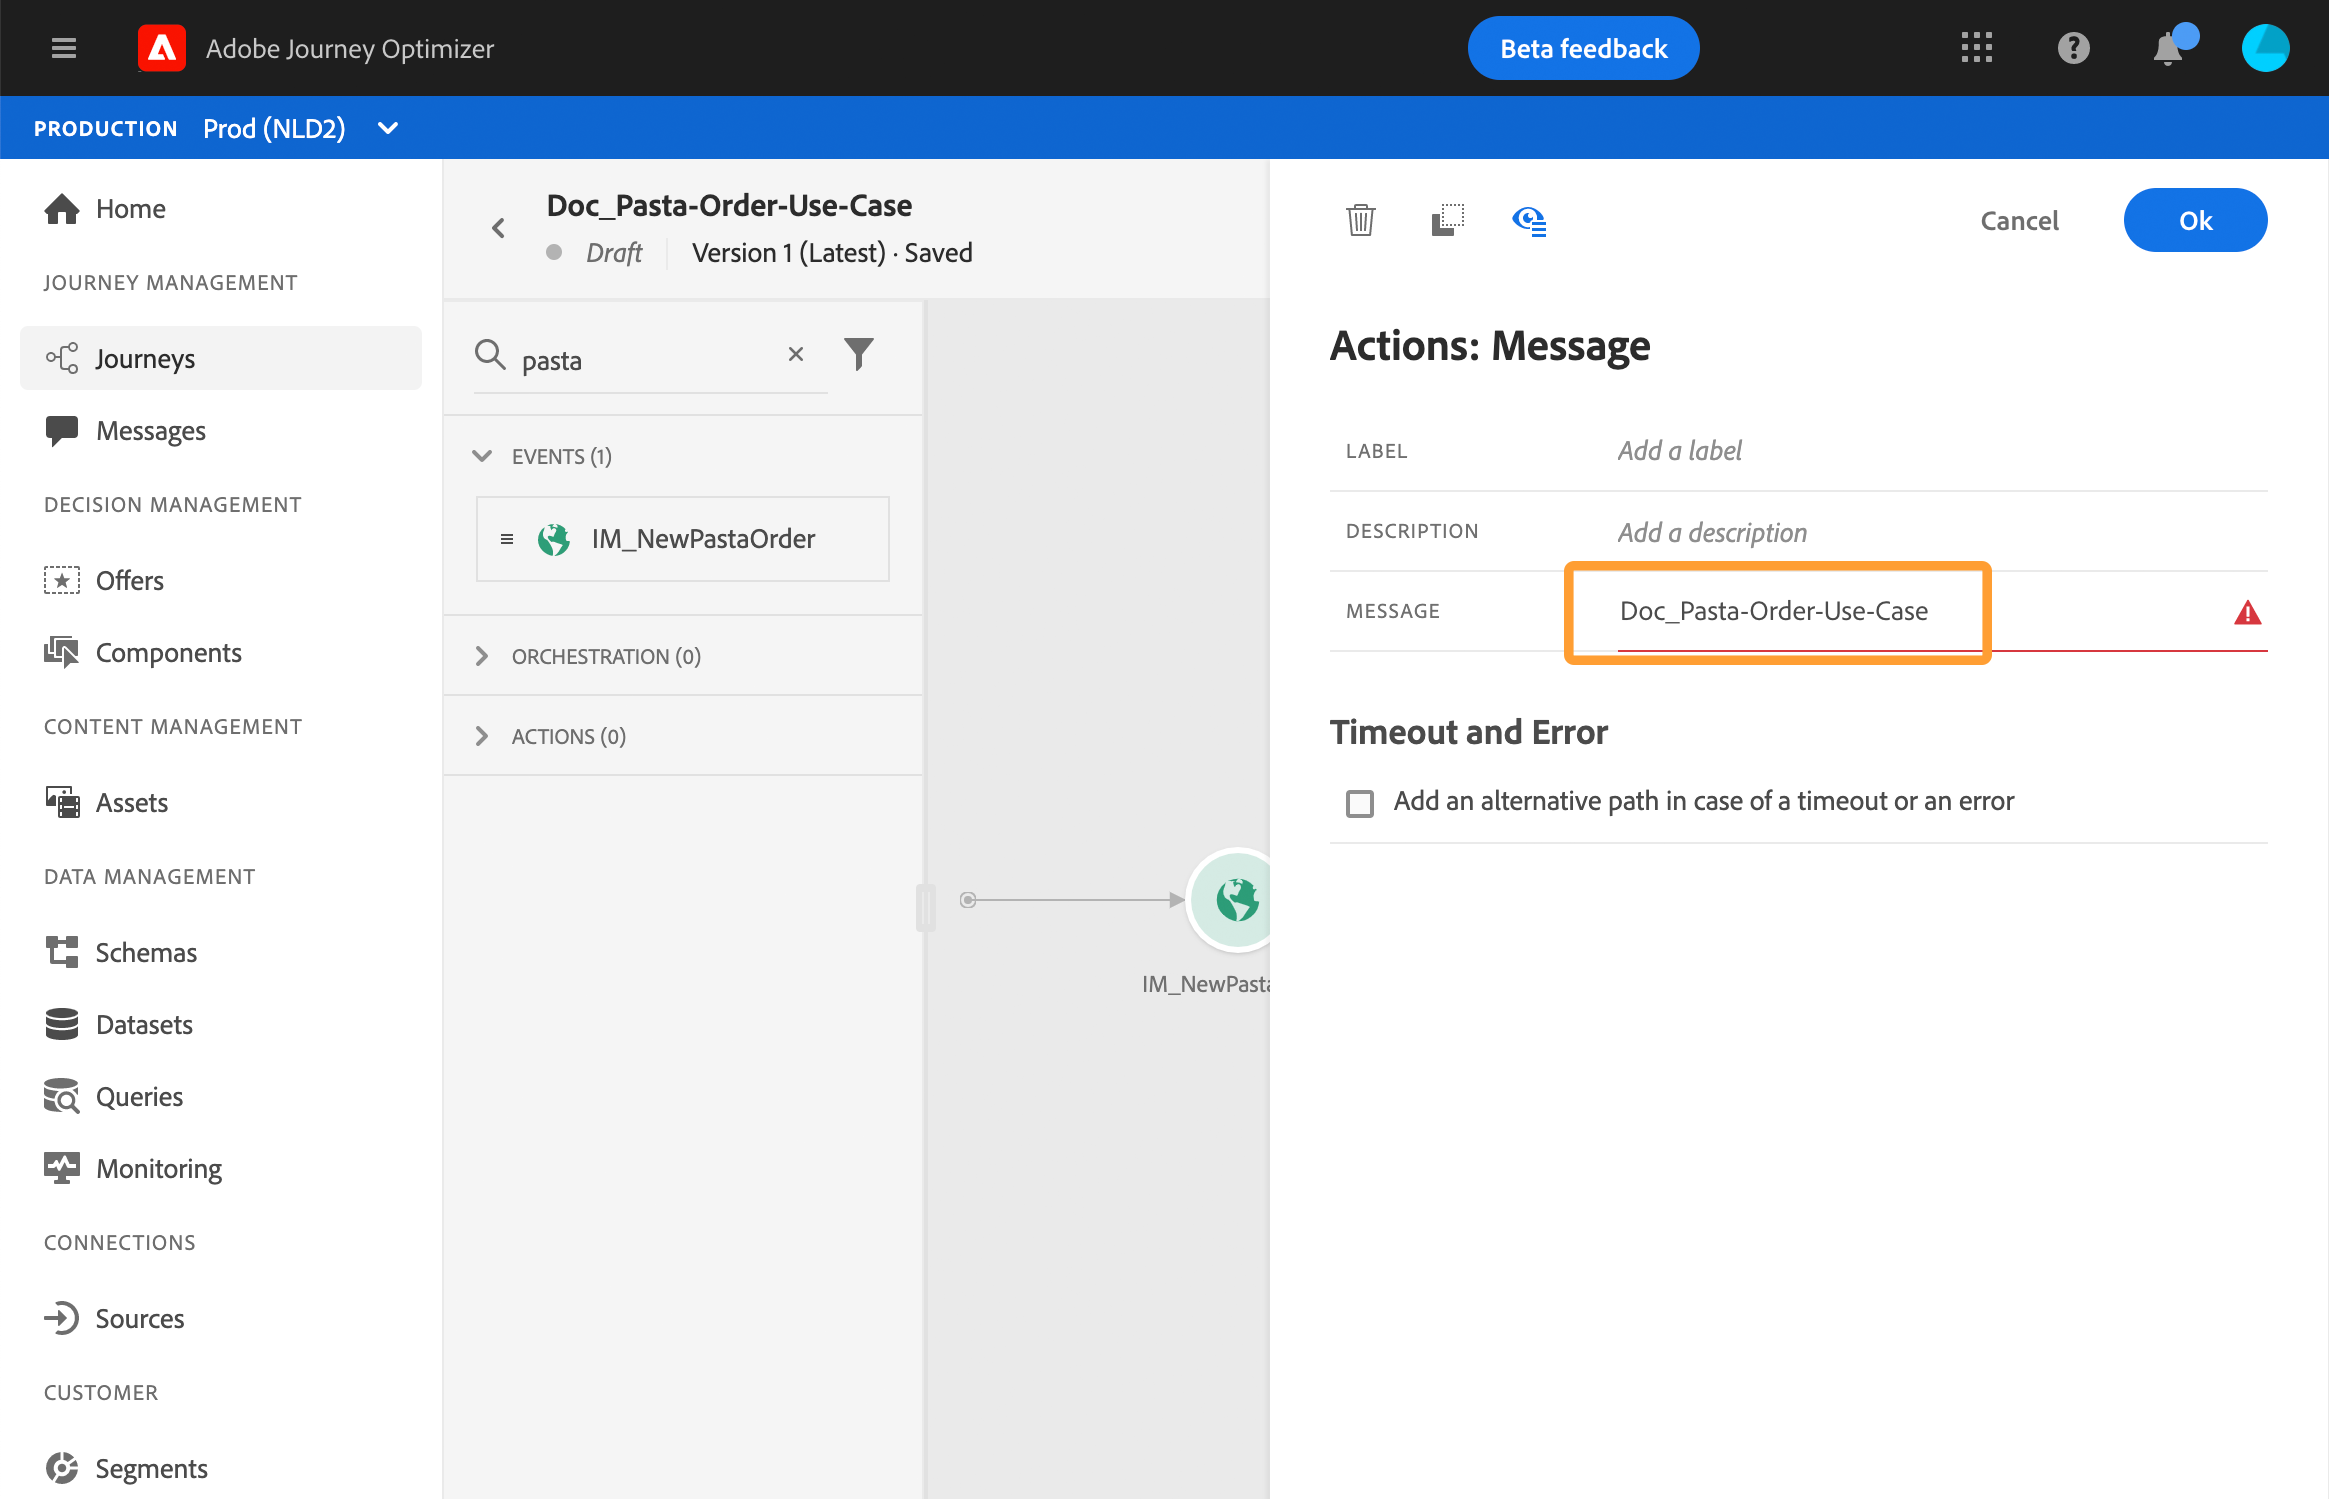 Adobe Journey Optimizer
Beta feedback
PRODUCTION Prod (NLD2)
Home
JOURNEY MANAGEMENT
Journeys
Messages
DECISION MANAGEMENT
Offers
Components
CONTENT MANAGEMENT
Assets
DATA MANAGEMENT
Schemas
Datasets
Queries
Monitoring
CONNECTIONS
Sources
CUSTOMER
Segments
Doc_Pasta-Order-Use-Case
Draft Version 1 (Latest) · Saved
pasta
EVENTS (1)
IM_NewPastaOrder
ORCHESTRATION (0)
ACTIONS (0)
IM_NewPasta
Cancel
Ok
Actions: Message
LABEL Add a label
DESCRIPTION Add a description
MESSAGE Doc_Pasta-Order-Use-Case
Timeout and Error
Add an alternative path in case of a timeout or an error